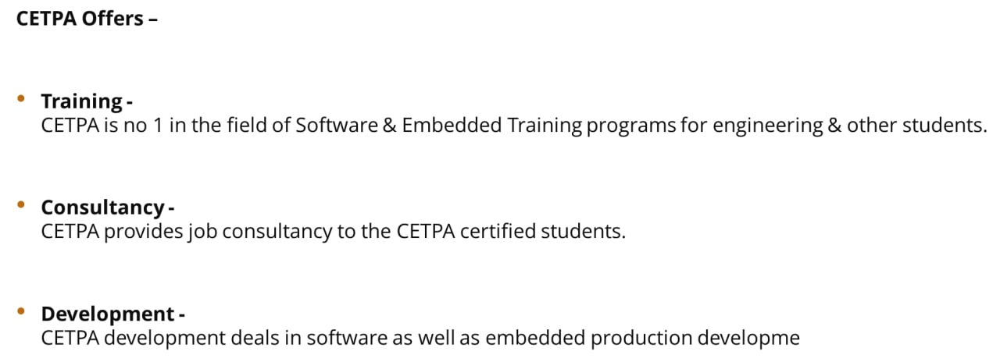 CETPA Offers –
• Training -
CETPA is no 1 in the field of Software & Embedded Training programs for engineering & other students.
• Consultancy -
CETPA provides job consultancy to the CETPA certified students.
• Development -
CETPA development deals in software as well as embedded production developme